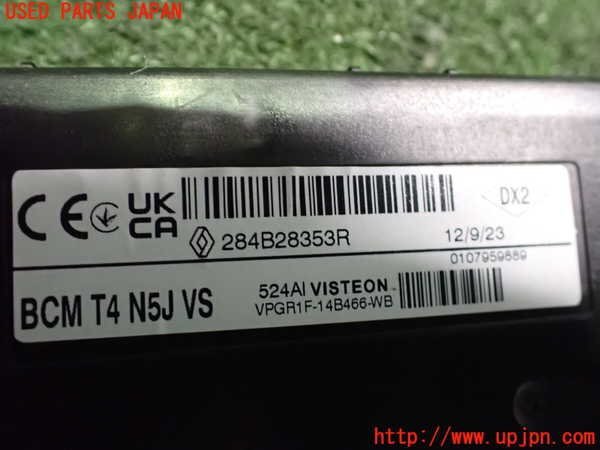 USED PARTS JAPAN
CE
UK
CA
DX2
284B28353R
12/9/23
0107959889
BCM T4 N5J VS
524AI VISTEON
VPGR1F-14B466-WB
www.upjpn.com